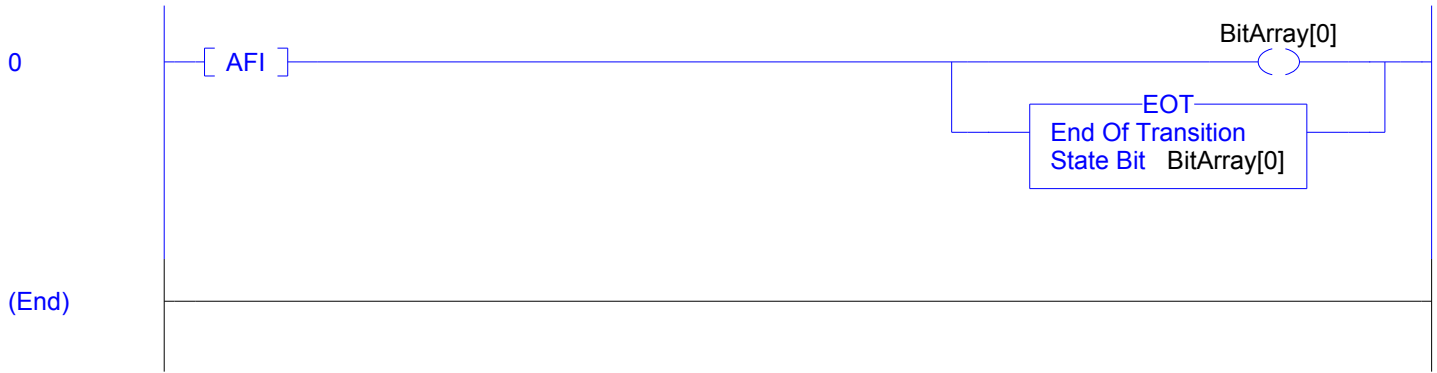 BitArray[0]
0
AFI
EOT
End Of Transition
State Bit BitArray[0]
(End)